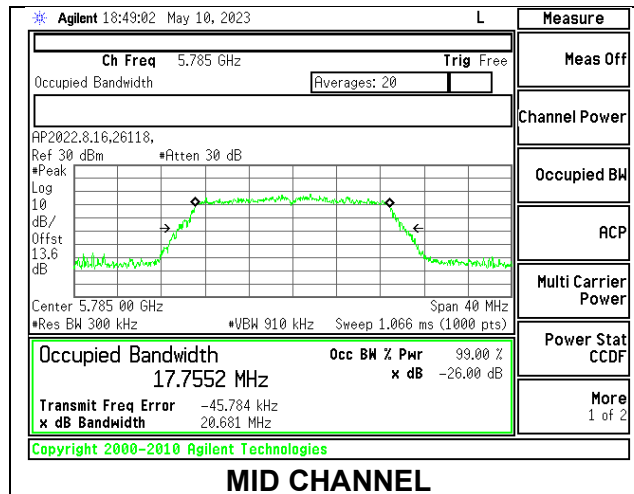 Agilent 18:49:02 May 10, 2023 L Measure
Ch Freq 5.785 GHz Trig Free
Meas Off
Occupied Bandwidth Averages: 20
Channel Power
AP2022.8.16,26118,
Ref 30 dBm #Atten 30 dB
#Peak
Log
10
dB/
Offst
13.6
dB
Occupied BW
ACP
Multi Carrier
Power
Center 5.785 00 GHz Span 40 MHz
#Res BW 300 kHz #VBW 910 kHz Sweep 1.066 ms (1000 pts)
Power Stat
CCDF
Occupied Bandwidth Occ BW % Pwr 99.00 %
17.7552 MHz x dB -26.00 dB
Transmit Freq Error -45.784 kHz
x dB Bandwidth 20.681 MHz
More
1 of 2
Copyright 2000-2010 Agilent Technologies
MID CHANNEL